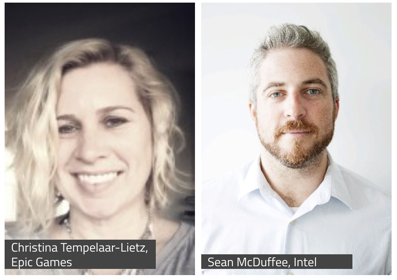 Christina Tempelaar-Lietz,
Epic Games
Sean McDuffee, Intel